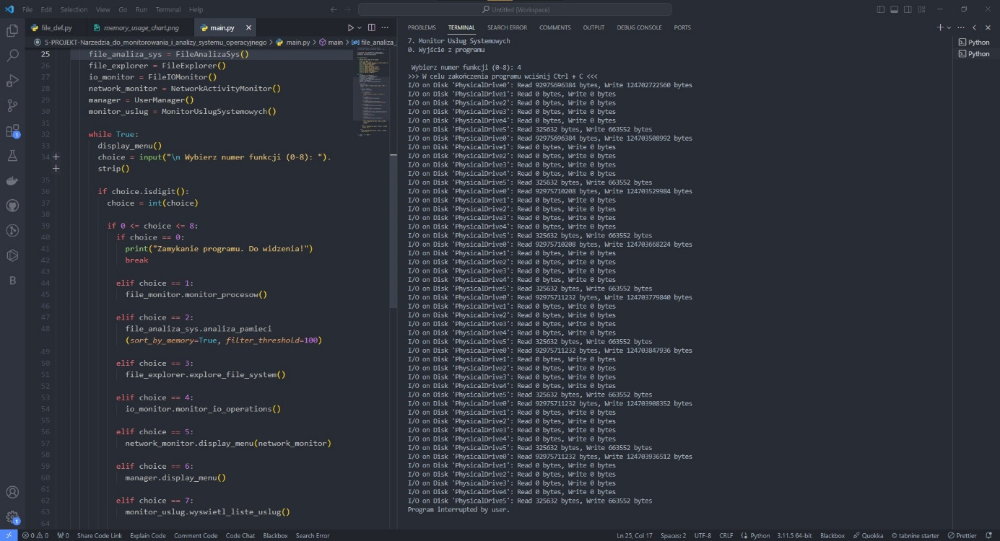 File Edit Selection View Go Run Terminal Help
Untitled (Workspace)
file_def.py memory_usage_chart.png main.py
5-PROJEKT-Narzedzia_do_monitorowania_i_analizy_systemu_operacyjnego > main.py > main > file_analiza_s
25 file_analiza_sys = FileAnalizaSys()
26 file_explorer = FileExplorer()
27 io_monitor = FileIOMonitor()
28 network_monitor = NetworkActivityMonitor()
29 manager = UserManager()
30 monitor_uslug = MonitorUslugSystemowych()
31
32 while True:
33 display_menu()
34 choice = input("\n Wybierz numer funkcji (0-8): ").
strip()
35
36 if choice.isdigit():
37 choice = int(choice)
38
39 if 0 <= choice <= 8:
40 if choice == 0:
41 print("Zamykanie programu. Do widzenia!")
42 break
43
44 elif choice == 1:
45 file_monitor.monitor_procesow()
46
47 elif choice == 2:
48 file_analiza_sys.analiza_pamieci
(sort_by_memory=True, filter_threshold=100)
49
50 elif choice == 3:
51 file_explorer.explore_file_system()
52
53 elif choice == 4:
54 io_monitor.monitor_io_operations()
55
56 elif choice == 5:
57 network_monitor.display_menu(network_monitor)
58
59 elif choice == 6:
60 manager.display_menu()
61
62 elif choice == 7:
63 monitor_uslug.wyswietl_liste_uslug()
64
PROBLEMS TERMINAL SEARCH ERROR COMMENTS OUTPUT DEBUG CONSOLE PORTS
7. Monitor Usług Systemowych
0. Wyjście z programu
Wybierz numer funkcji (0-8): 4
>>> W celu zakończenia programu wciśnij Ctrl + C <<<
I/O on Disk 'PhysicalDrive0': Read 92975696384 bytes, Write 124702722560 bytes
I/O on Disk 'PhysicalDrive1': Read 0 bytes, Write 0 bytes
I/O on Disk 'PhysicalDrive2': Read 0 bytes, Write 0 bytes
I/O on Disk 'PhysicalDrive3': Read 0 bytes, Write 0 bytes
I/O on Disk 'PhysicalDrive4': Read 0 bytes, Write 0 bytes
I/O on Disk 'PhysicalDrive5': Read 325632 bytes, Write 663552 bytes
I/O on Disk 'PhysicalDrive0': Read 92975696384 bytes, Write 124703508992 bytes
I/O on Disk 'PhysicalDrive1': Read 0 bytes, Write 0 bytes
I/O on Disk 'PhysicalDrive2': Read 0 bytes, Write 0 bytes
I/O on Disk 'PhysicalDrive3': Read 0 bytes, Write 0 bytes
I/O on Disk 'PhysicalDrive4': Read 0 bytes, Write 0 bytes
I/O on Disk 'PhysicalDrive5': Read 325632 bytes, Write 663552 bytes
I/O on Disk 'PhysicalDrive0': Read 92975710208 bytes, Write 124703529984 bytes
I/O on Disk 'PhysicalDrive1': Read 0 bytes, Write 0 bytes
I/O on Disk 'PhysicalDrive2': Read 0 bytes, Write 0 bytes
I/O on Disk 'PhysicalDrive3': Read 0 bytes, Write 0 bytes
I/O on Disk 'PhysicalDrive4': Read 0 bytes, Write 0 bytes
I/O on Disk 'PhysicalDrive5': Read 325632 bytes, Write 663552 bytes
I/O on Disk 'PhysicalDrive0': Read 92975710208 bytes, Write 124703668224 bytes
I/O on Disk 'PhysicalDrive1': Read 0 bytes, Write 0 bytes
I/O on Disk 'PhysicalDrive2': Read 0 bytes, Write 0 bytes
I/O on Disk 'PhysicalDrive3': Read 0 bytes, Write 0 bytes
I/O on Disk 'PhysicalDrive4': Read 0 bytes, Write 0 bytes
I/O on Disk 'PhysicalDrive5': Read 325632 bytes, Write 663552 bytes
I/O on Disk 'PhysicalDrive0': Read 92975711232 bytes, Write 124703779840 bytes
I/O on Disk 'PhysicalDrive1': Read 0 bytes, Write 0 bytes
I/O on Disk 'PhysicalDrive2': Read 0 bytes, Write 0 bytes
I/O on Disk 'PhysicalDrive3': Read 0 bytes, Write 0 bytes
I/O on Disk 'PhysicalDrive4': Read 0 bytes, Write 0 bytes
I/O on Disk 'PhysicalDrive5': Read 325632 bytes, Write 663552 bytes
I/O on Disk 'PhysicalDrive0': Read 92975711232 bytes, Write 124703847936 bytes
I/O on Disk 'PhysicalDrive1': Read 0 bytes, Write 0 bytes
I/O on Disk 'PhysicalDrive2': Read 0 bytes, Write 0 bytes
I/O on Disk 'PhysicalDrive3': Read 0 bytes, Write 0 bytes
I/O on Disk 'PhysicalDrive4': Read 0 bytes, Write 0 bytes
I/O on Disk 'PhysicalDrive5': Read 325632 bytes, Write 663552 bytes
I/O on Disk 'PhysicalDrive0': Read 92975711232 bytes, Write 124703908352 bytes
I/O on Disk 'PhysicalDrive1': Read 0 bytes, Write 0 bytes
I/O on Disk 'PhysicalDrive2': Read 0 bytes, Write 0 bytes
I/O on Disk 'PhysicalDrive3': Read 0 bytes, Write 0 bytes
I/O on Disk 'PhysicalDrive4': Read 0 bytes, Write 0 bytes
I/O on Disk 'PhysicalDrive5': Read 325632 bytes, Write 663552 bytes
I/O on Disk 'PhysicalDrive0': Read 92975711232 bytes, Write 124703936512 bytes
I/O on Disk 'PhysicalDrive1': Read 0 bytes, Write 0 bytes
I/O on Disk 'PhysicalDrive2': Read 0 bytes, Write 0 bytes
I/O on Disk 'PhysicalDrive3': Read 0 bytes, Write 0 bytes
I/O on Disk 'PhysicalDrive4': Read 0 bytes, Write 0 bytes
I/O on Disk 'PhysicalDrive5': Read 325632 bytes, Write 663552 bytes
Program interrupted by user.
Python
Python
0 0 0 Share Code Link Explain Code Comment Code Code Chat Blackbox Search Error Ln 25, Col 17 Spaces: 2 UTF-8 CRLF Python 3.11.5 64-bit Blackbox Quokka tabnine starter Prettier